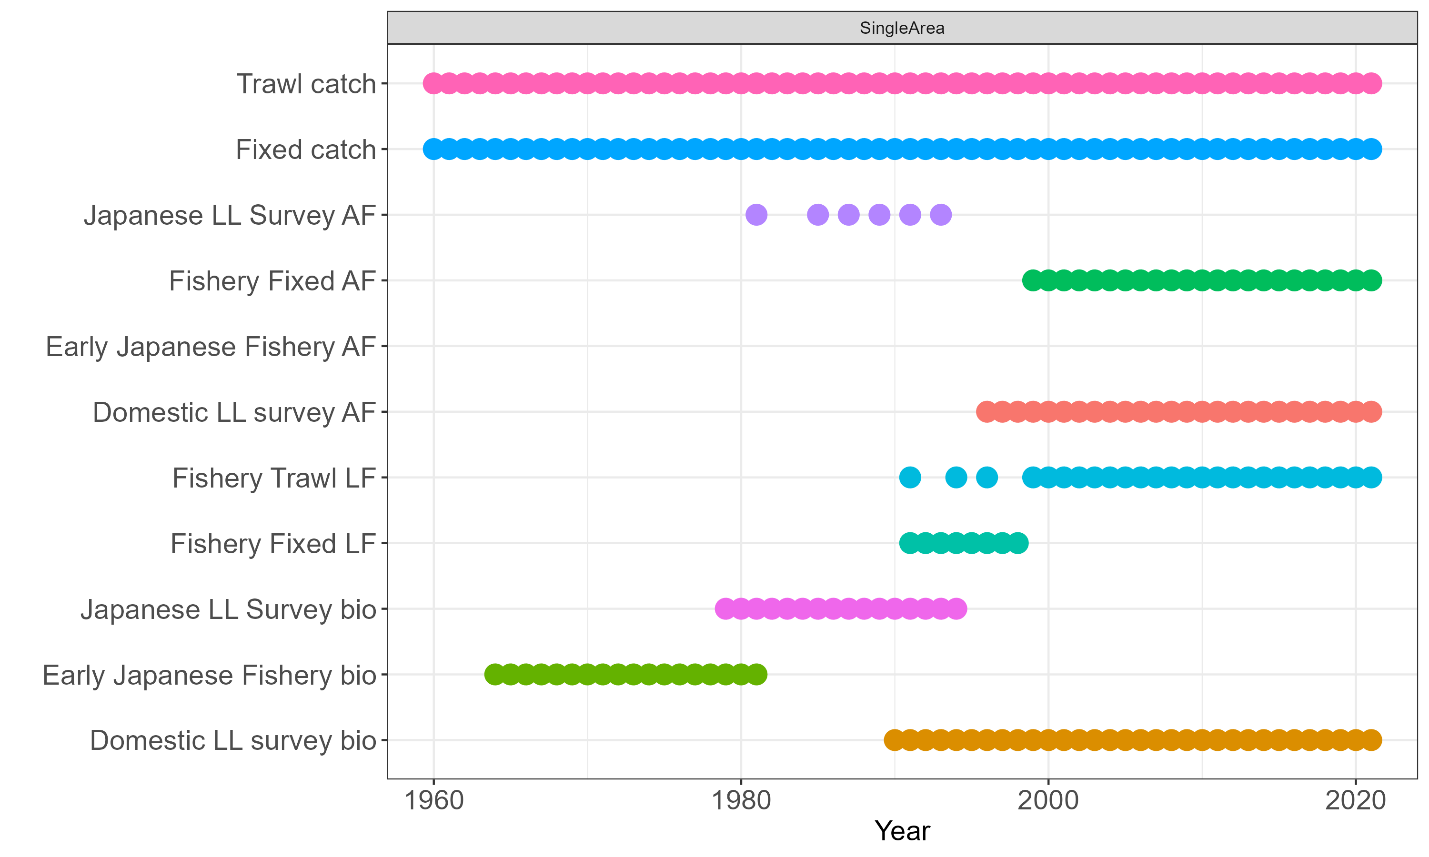 SingleArea
Trawl catch
Fixed catch
Japanese LL Survey AF
Fishery Fixed AF
Early Japanese Fishery AF
Domestic LL survey AF
Fishery Trawl LF
Fishery Fixed LF
Japanese LL Survey bio
Early Japanese Fishery bio
Domestic LL survey bio
1960 1980 2000 2020
Year